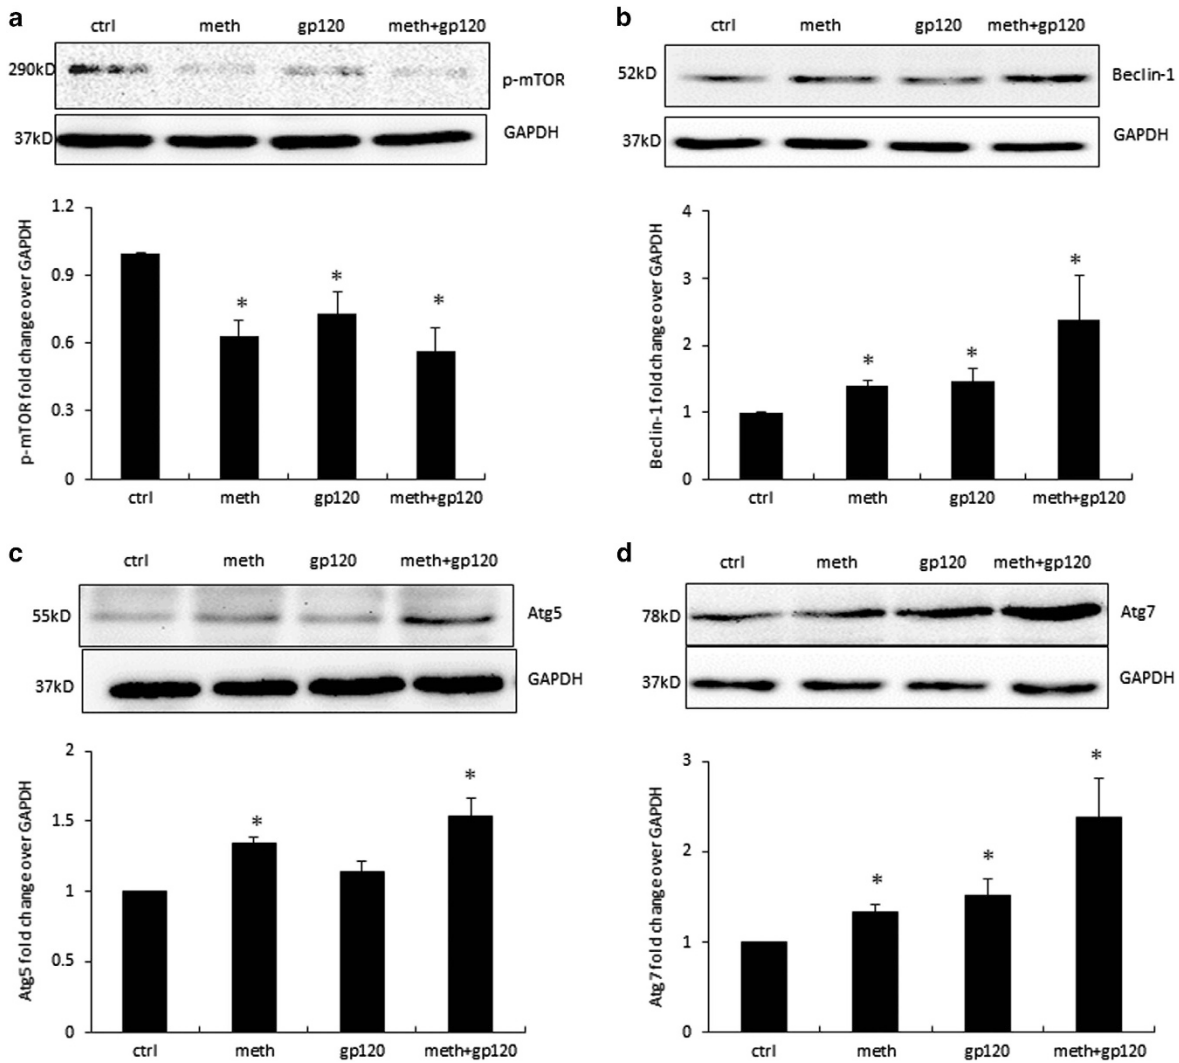 a
ctrl meth gp120 meth+gp120
290kD p-mTOR
37kD GAPDH
p-mTOR fold change over GAPDH
1.2
0.9
0.6
0.3
0
* * *
ctrl meth gp120 meth+gp120
b
ctrl meth gp120 meth+gp120
52kD Beclin-1
37kD GAPDH
Beclin-1 fold change over GAPDH
4
3
2
1
0
* * *
ctrl meth gp120 meth+gp120
c
ctrl meth gp120 meth+gp120
55kD Atg5
37kD GAPDH
Atg5 fold change over GAPDH
2
1.5
1
0.5
0
* *
ctrl meth gp120 meth+gp120
d
ctrl meth gp120 meth+gp120
78kD Atg7
37kD GAPDH
Atg7 fold change over GAPDH
3
2
1
0
* * *
ctrl meth gp120 meth+gp120